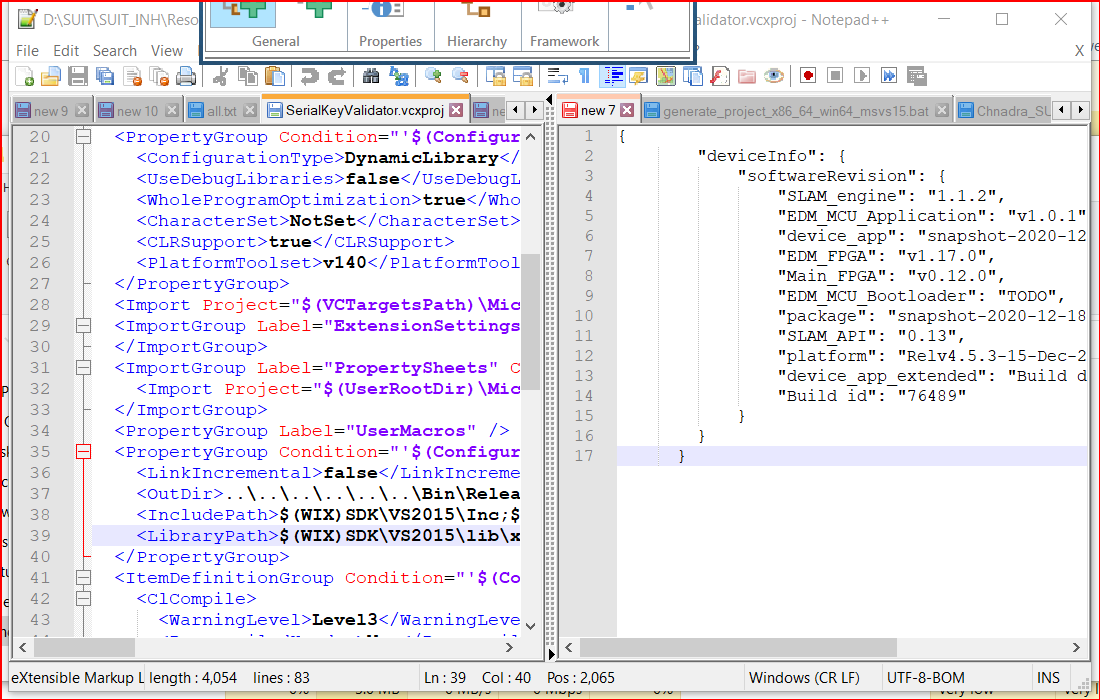 D:\SUIT\SUIT_INH\Reso
alidator.vcxproj - Notepad++
General
Properties
Hierarchy
Framework
File Edit Search View
X
new 9
new 10
all.txt
SerialKeyValidator.vcxproj
ne
20 <PropertyGroup Condition="'$(Configur
21 <ConfigurationType>DynamicLibrary</
22 <UseDebugLibraries>false</UseDebugL
23 <WholeProgramOptimization>true</Who
24 <CharacterSet>NotSet</CharacterSet>
25 <CLRSupport>true</CLRSupport>
26 <PlatformToolset>v140</PlatformTool
27 </PropertyGroup>
28 <Import Project="$(VCTargetsPath)\Mic
29 <ImportGroup Label="ExtensionSettings
30 </ImportGroup>
31 <ImportGroup Label="PropertySheets" C
32 <Import Project="$(UserRootDir)\Mic
33 </ImportGroup>
34 <PropertyGroup Label="UserMacros" />
35 <PropertyGroup Condition="'$(Configur
36 <LinkIncremental>false</LinkIncreme
37 <OutDir>..\..\..\..\..\Bin\Relea
38 <IncludePath>$(WIX)SDK\VS2015\Inc;$
39 <LibraryPath>$(WIX)SDK\VS2015\lib\x
40 </PropertyGroup>
41 <ItemDefinitionGroup Condition="'$(Co
42 <ClCompile>
43 <WarningLevel>Level3</WarningLeve
new 7
generate_project_x86_64_win64_msvs15.bat
Chnadra_SU
1 {
2 "deviceInfo": {
3 "softwareRevision": {
4 "SLAM_engine": "1.1.2",
5 "EDM_MCU_Application": "v1.0.1"
6 "device_app": "snapshot-2020-12
7 "EDM_FPGA": "v1.17.0",
8 "Main_FPGA": "v0.12.0",
9 "EDM_MCU_Bootloader": "TODO",
10 "package": "snapshot-2020-12-18
11 "SLAM_API": "0.13",
12 "platform": "Relv4.5.3-15-Dec-2
13 "device_app_extended": "Build d
14 "Build id": "76489"
15 }
16 }
17 }
eXtensible Markup L
length : 4,054 lines : 83
Ln : 39 Col : 40 Pos : 2,065
Windows (CR LF)
UTF-8-BOM
INS